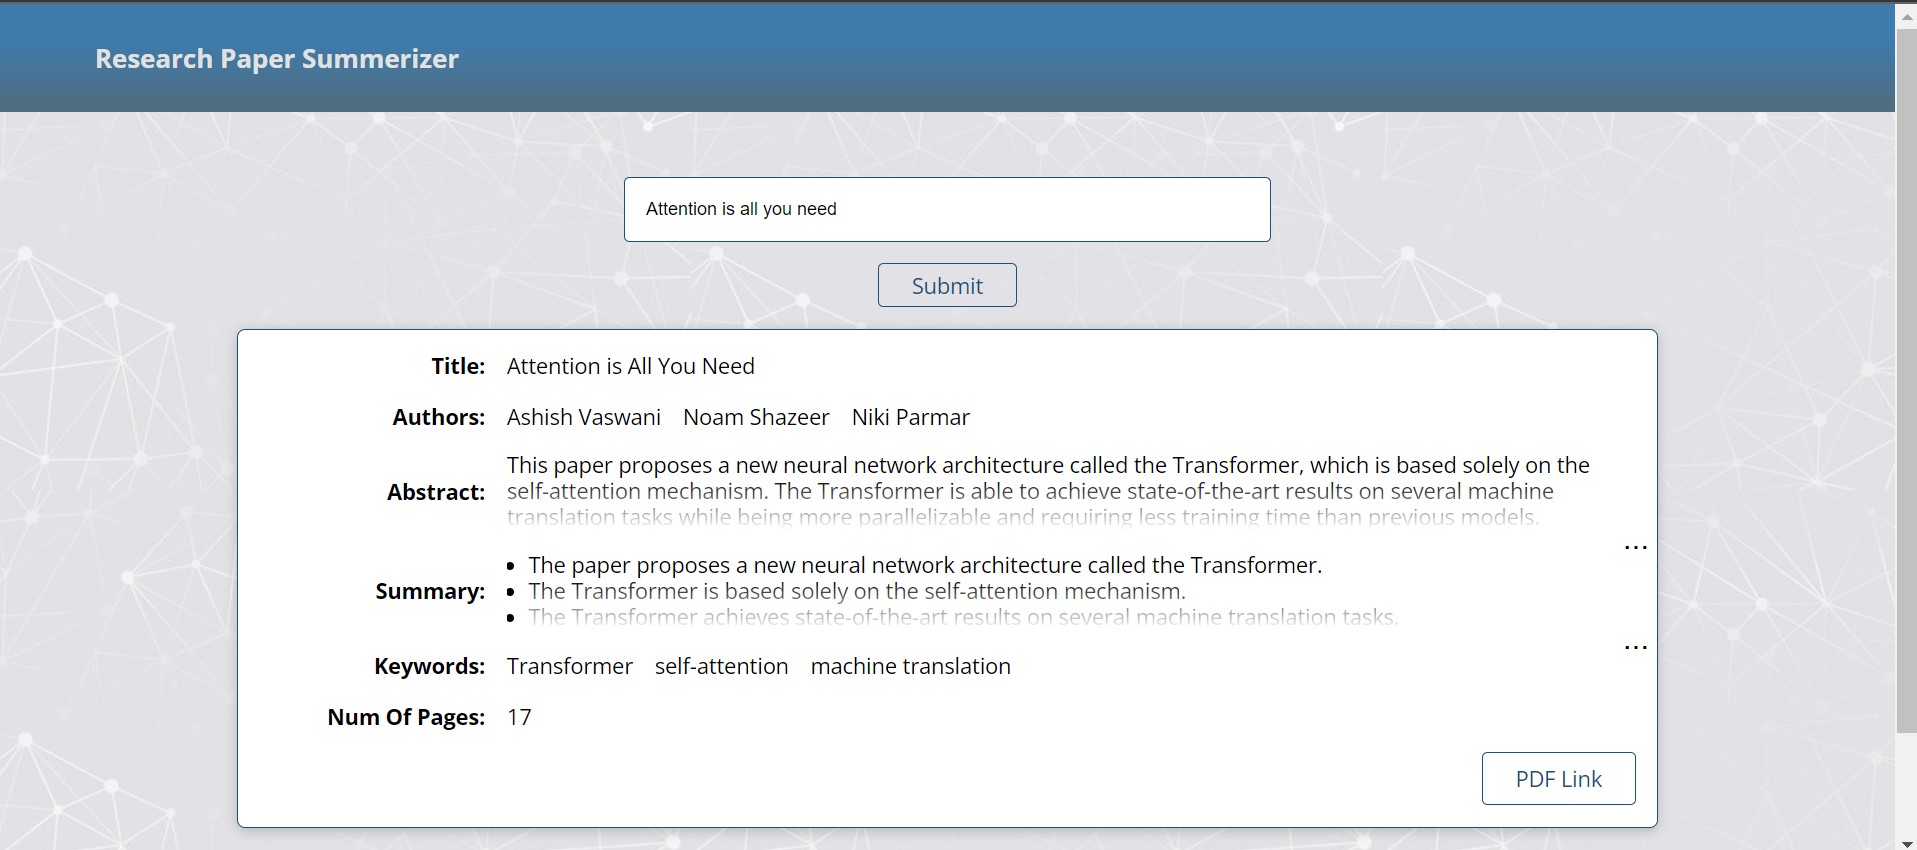 Research Paper Summerizer
Attention is all you need
Submit
Title: Attention is All You Need
Authors: Ashish Vaswani Noam Shazeer Niki Parmar
Abstract: This paper proposes a new neural network architecture called the Transformer, which is based solely on the
self-attention mechanism. The Transformer is able to achieve state-of-the-art results on several machine
translation tasks while being more parallelizable and requiring less training time than previous models.
...
Summary: • The paper proposes a new neural network architecture called the Transformer.
• The Transformer is based solely on the self-attention mechanism.
• The Transformer achieves state-of-the-art results on several machine translation tasks.
...
Keywords: Transformer self-attention machine translation
Num Of Pages: 17
PDF Link